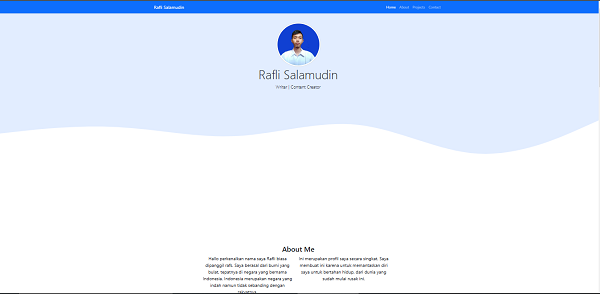 Rafli Salamudin
Home About Projects Contact
Rafli Salamudin
Writer | Content Creator
About Me
Hallo perkenalkan nama saya Rafli biasa
dipanggil rafli. Saya berasal dari bumi yang
bulat, tepatnya di negara yang bernama
Indonesia. Indonesia merupakan negara yang
indah namun tidak sebanding dengan
Ini merupakan profil saya secara singkat. Saya
membuat ini karena untuk memantaskan diri
saya untuk bertahan hidup, dari dunia yang
sudah mulai rusak ini.